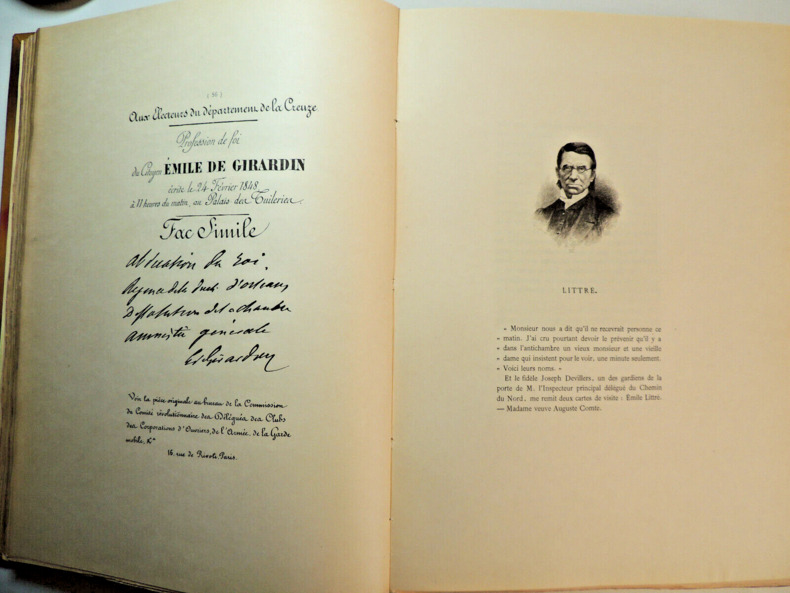 ( 96 )
Aux Electeurs du département de la Creuze
Profession de foi
du Citoyen ÉMILE DE GIRARDIN
écrite le 24 Février 1848
à 11 heures du matin, au Palais des Tuileries.
Fac Simile
Abdication du Roi.
Régence de la Duch. d'Orléans
Dissolution de la chambre
amnistie générale
E. de Girardin
Voir la pièce originale au bureau de la Commission
du Comité révolutionnaire des Délégués des Clubs
des Corporations d'Ouvriers, de l'Armée, de la Garde
mobile, &ª
16, rue de Rivoli, Paris.
LITTRE.
« Monsieur nous a dit qu'il ne recevrait personne ce
« matin. J'ai cru pourtant devoir le prévenir qu'il y a
« dans l'antichambre un vieux monsieur et une vieille
« dame qui insistent pour le voir, une minute seulement.
« Voici leurs noms. »
Et le fidèle Joseph Devillers, un des gardiens de la
porte de M. l'Inspecteur principal délégué du Chemin
du Nord, me remit deux cartes de visite : Émile Littré.
— Madame veuve Auguste Comte.